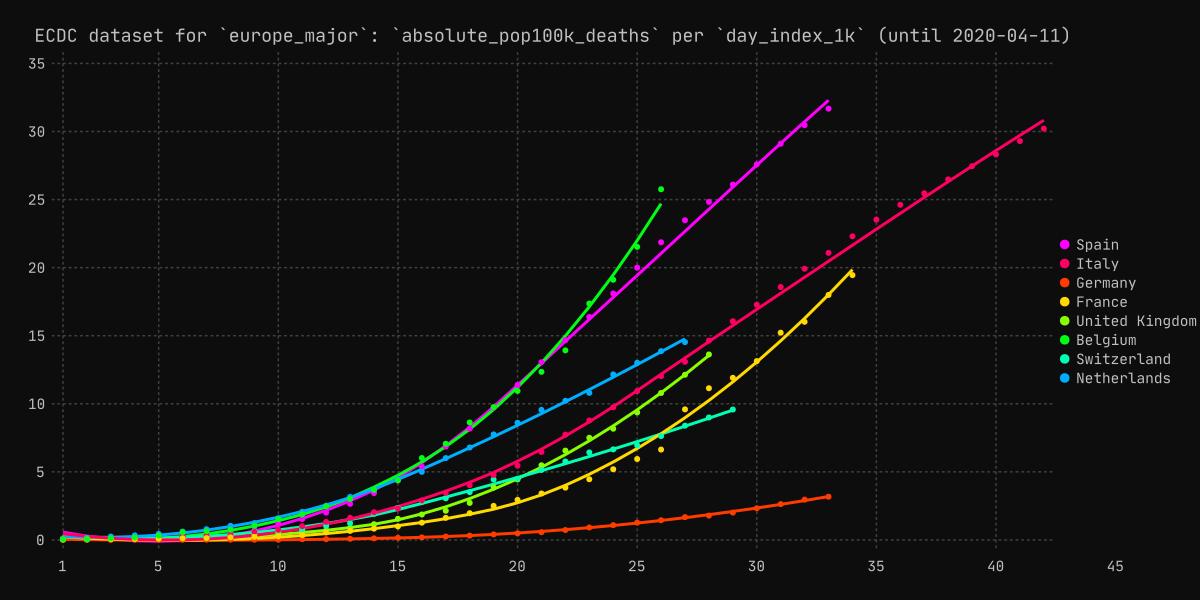 ECDC dataset for `europe_major`: `absolute_pop100k_deaths` per `day_index_1k` (until 2020-04-11)
35
30
25
20
15
10
5
0
Spain
Italy
Germany
France
United Kingdom
Belgium
Switzerland
Netherlands
1 5 10 15 20 25 30 35 40 45